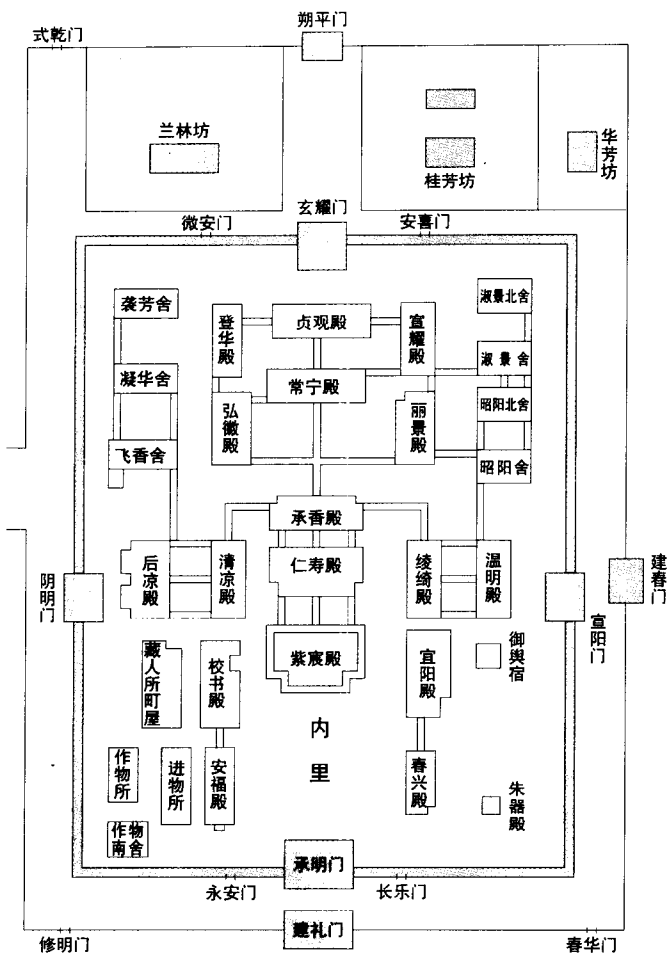 式乾门
朔平门
兰林坊
桂芳坊
华芳坊
玄耀门
微安门
安喜门
袭芳舍
登华殿
贞观殿
宣耀殿
淑景北舍
凝华舍
常宁殿
淑景舍
弘徽殿
丽景殿
昭阳北舍
飞香舍
昭阳舍
承香殿
后凉殿
清凉殿
仁寿殿
绫绮殿
温明殿
建春门
阴明门
宣阳门
藏人所町屋
校书殿
紫宸殿
宜阳殿
御舆宿
内里
作物所
进物所
安福殿
春兴殿
朱器殿
作物
南舍
承明门
永安门
长乐门
修明门
建礼门
春华门